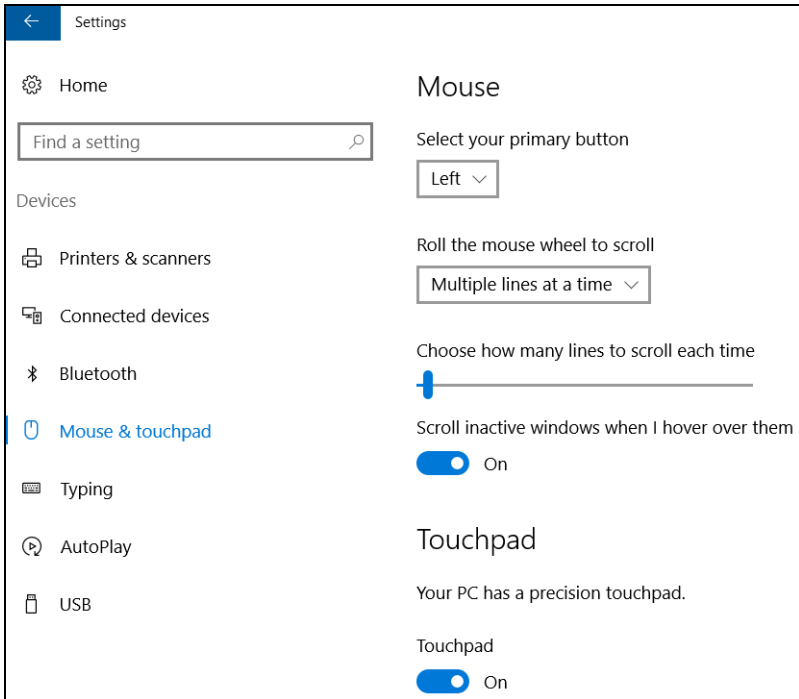 Settings
Home
Find a setting
Devices
Printers & scanners
Connected devices
Bluetooth
Mouse & touchpad
Typing
AutoPlay
USB
Mouse
Select your primary button
Left
Roll the mouse wheel to scroll
Multiple lines at a time
Choose how many lines to scroll each time
Scroll inactive windows when I hover over them
On
Touchpad
Your PC has a precision touchpad.
Touchpad
On